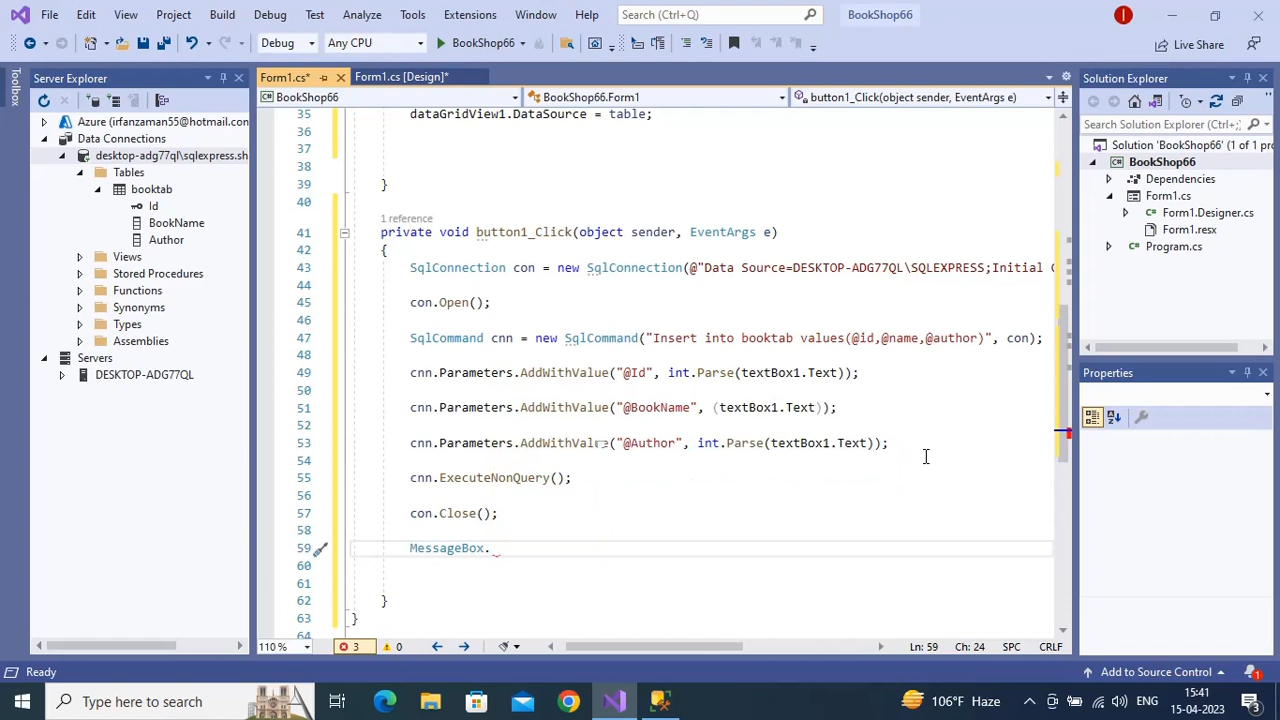 File Edit View Project Build Debug Test Analyze Tools Extensions Window Help Search (Ctrl+Q) BookShop66
Debug Any CPU BookShop66 Live Share
Toolbox
Server Explorer
Azure (irfanzaman55@hotmail.con
Data Connections
desktop-adg77ql\sqlexpress.sh
Tables
booktab
Id
BookName
Author
Views
Stored Procedures
Functions
Synonyms
Types
Assemblies
Servers
DESKTOP-ADG77QL
Form1.cs* Form1.cs [Design]*
BookShop66 BookShop66.Form1 button1_Click(object sender, EventArgs e)
35 dataGridView1.DataSource = table;
36
37
38
39 }
40
1 reference
41 private void button1_Click(object sender, EventArgs e)
42 {
43 SqlConnection con = new SqlConnection(@"Data Source=DESKTOP-ADG77QL\SQLEXPRESS;Initial C
44
45 con.Open();
46
47 SqlCommand cnn = new SqlCommand("Insert into booktab values(@id,@name,@author)", con);
48
49 cnn.Parameters.AddWithValue("@Id", int.Parse(textBox1.Text));
50
51 cnn.Parameters.AddWithValue("@BookName", (textBox1.Text));
52
53 cnn.Parameters.AddWithValue("@Author", int.Parse(textBox1.Text));
54
55 cnn.ExecuteNonQuery();
56
57 con.Close();
58
59 MessageBox.
60
61
62 }
63 }
64
110 % 3 0 Ln: 59 Ch: 24 SPC CRLF
Solution Explorer
Search Solution Explorer (Ctrl+;)
Solution 'BookShop66' (1 of 1 pr
BookShop66
Dependencies
Form1.cs
Form1.Designer.cs
Form1.resx
Program.cs
Properties
Ready Add to Source Control 1
Type here to search 106°F Haze ENG 15:41
15-04-2023 3